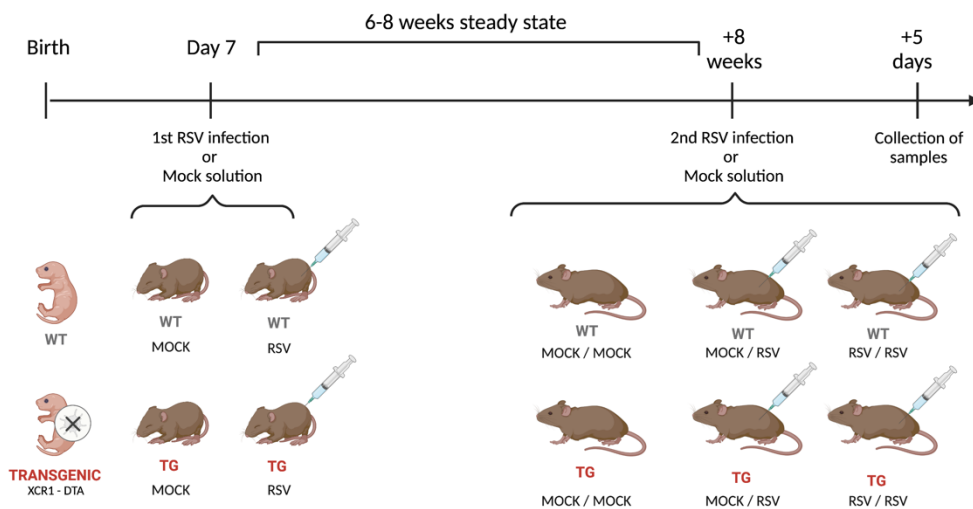 6-8 weeks steady state
Birth
Day 7
+8
weeks
+5
days
1st RSV infection
or
Mock solution
2nd RSV infection
or
Mock solution
Collection of
samples
WT
WT
MOCK
WT
RSV
WT
MOCK / MOCK
WT
MOCK / RSV
WT
RSV / RSV
TRANSGENIC
XCR1 - DTA
TG
MOCK
TG
RSV
TG
MOCK / MOCK
TG
MOCK / RSV
TG
RSV / RSV